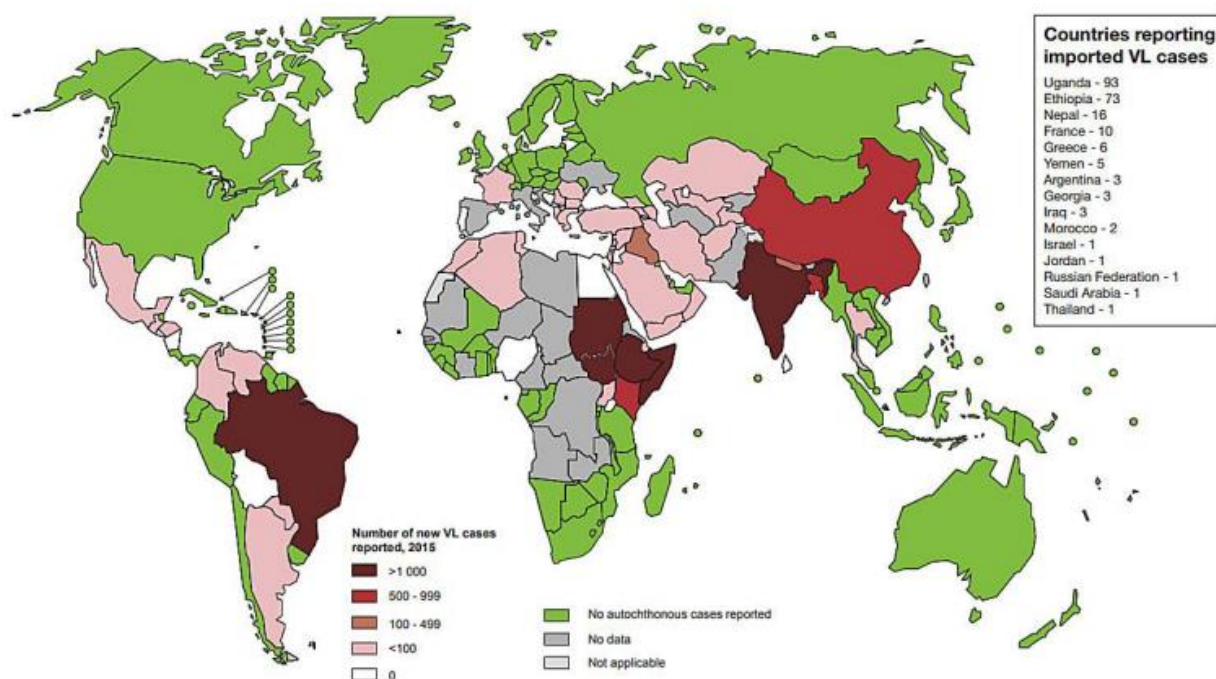 Countries reporting
imported VL cases
Uganda - 93
Ethiopia - 73
Nepal - 16
France - 10
Greece - 6
Yemen - 5
Argentina - 3
Georgia - 3
Iraq - 3
Morocco - 2
Israel - 1
Jordan - 1
Russian Federation - 1
Saudi Arabia - 1
Thailand - 1
Number of new VL cases
reported, 2015
>1 000
500 - 999
100 - 499
<100
0
No autochthonous cases reported
No data
Not applicable